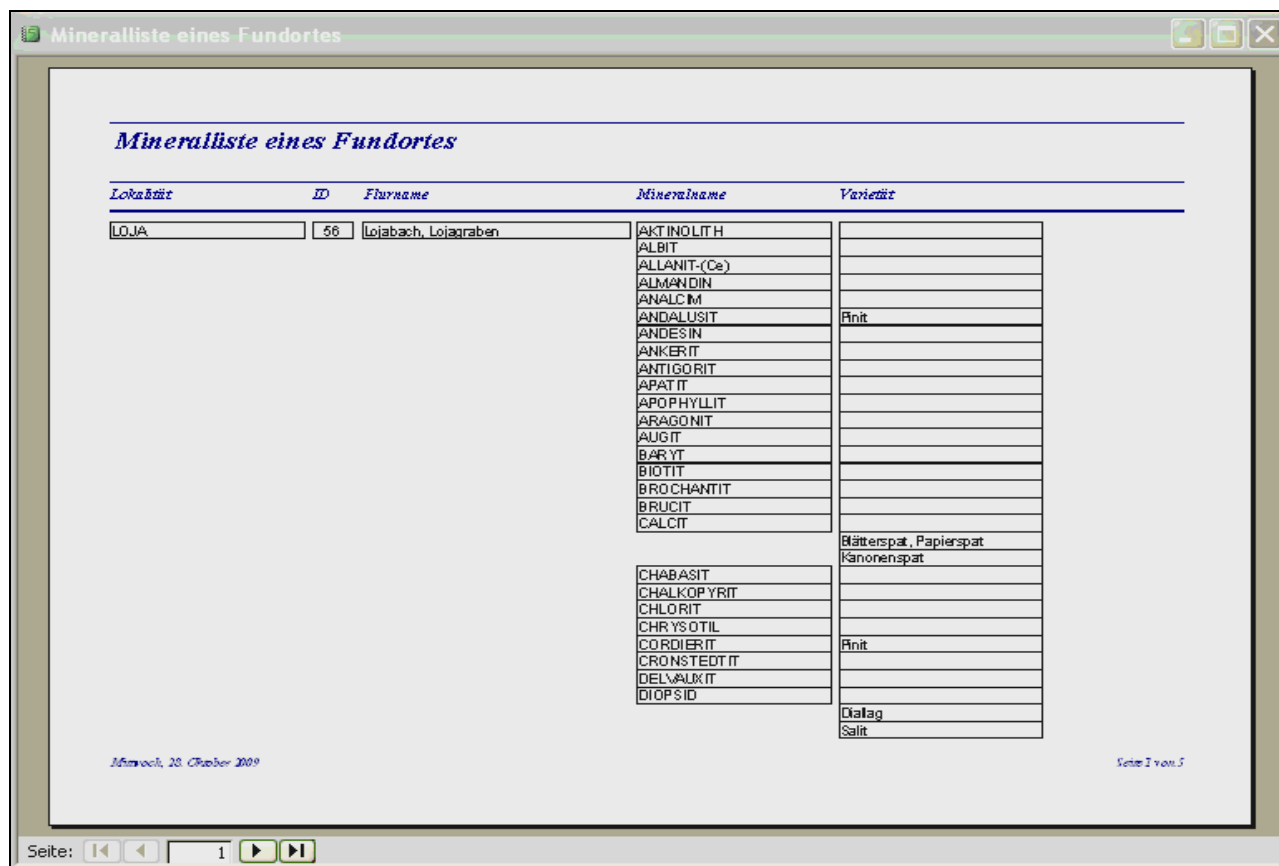 Mineralliste eines Fundortes
Mineralliste eines Fundortes
Lokalität ID Flurname Mineralname Varietät
LOJA 56 Lojabach, Lojagraben AKTINOLITH
ALBIT
ALLANIT-(Ce)
ALMANDIN
ANALCIM
ANDALUSIT Pinit
ANDESIN
ANKERIT
ANTIGORIT
APATIT
APOPHYLLIT
ARAGONIT
AUGIT
BARYT
BIOTIT
BROCHANTIT
BRUCIT
CALCIT
Blätterspat, Papierspat
Kanonenspat
CHABASIT
CHALKOPYRIT
CHLORIT
CHRYSOTIL
CORDIERIT Pinit
CRONSTEDTIT
DELVAUXIT
DIOPSID
Diallag
Salit
Mittwoch, 28. Oktober 2009 Seite 1 von 5
Seite: 1